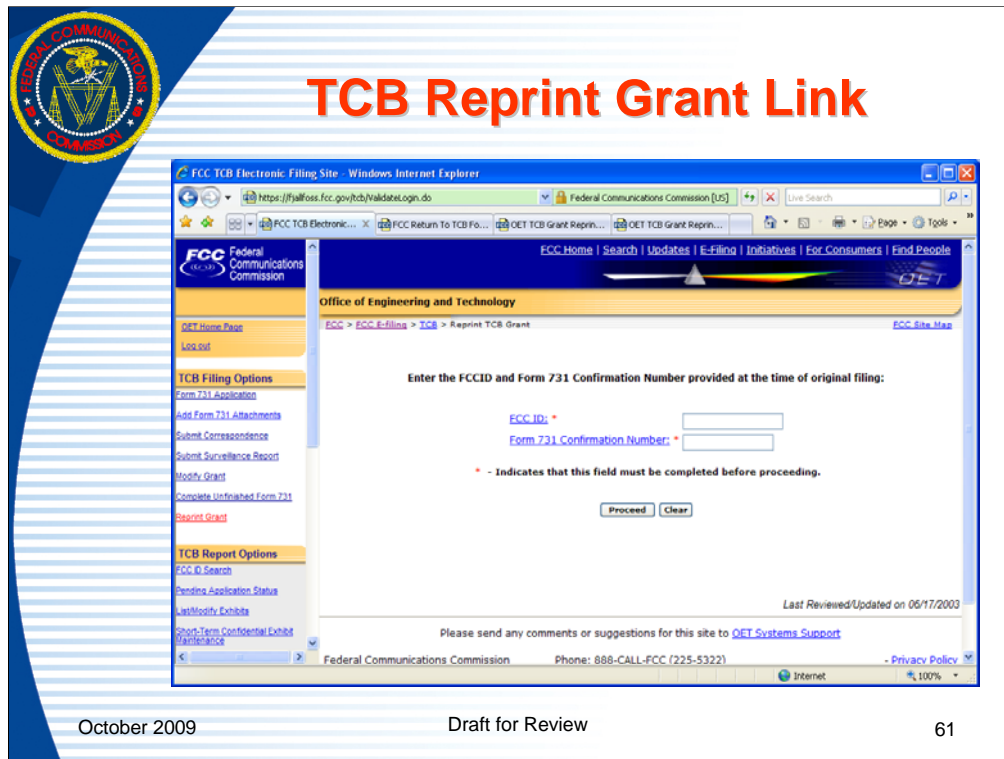 FEDERAL COMMUNICATIONS COMMISSION
TCB Reprint Grant Link
FCC TCB Electronic Filing Site - Windows Internet Explorer
https://fjallfoss.fcc.gov/tcb/ValidateLogin.do
Federal Communications Commission [US]
Live Search
FCC TCB Electronic... X
FCC Return To TCB Fo...
OET TCB Grant Reprin...
OET TCB Grant Reprin...
Page
Tools
»
FCC Federal Communications Commission
FCC Home | Search | Updates | E-Filing | Initiatives | For Consumers | Find People
OET
Office of Engineering and Technology
OET Home Page
Log out
FCC > FCC E-filing > TCB > Reprint TCB Grant
FCC Site Map
TCB Filing Options
Form 731 Application
Add Form 731 Attachments
Submit Correspondence
Submit Surveillance Report
Modify Grant
Complete Unfinished Form 731
Reprint Grant
TCB Report Options
FCC ID Search
Pending Application Status
List/Modify Exhibits
Short-Term Confidential Exhibit
Maintenance
Enter the FCCID and Form 731 Confirmation Number provided at the time of original filing:
FCC ID: *
Form 731 Confirmation Number: *
* - Indicates that this field must be completed before proceeding.
Proceed Clear
Last Reviewed/Updated on 06/17/2003
Please send any comments or suggestions for this site to OET Systems Support
Federal Communications Commission
Phone: 888-CALL-FCC (225-5322)
- Privacy Policy
Internet
100%
October 2009
Draft for Review
61